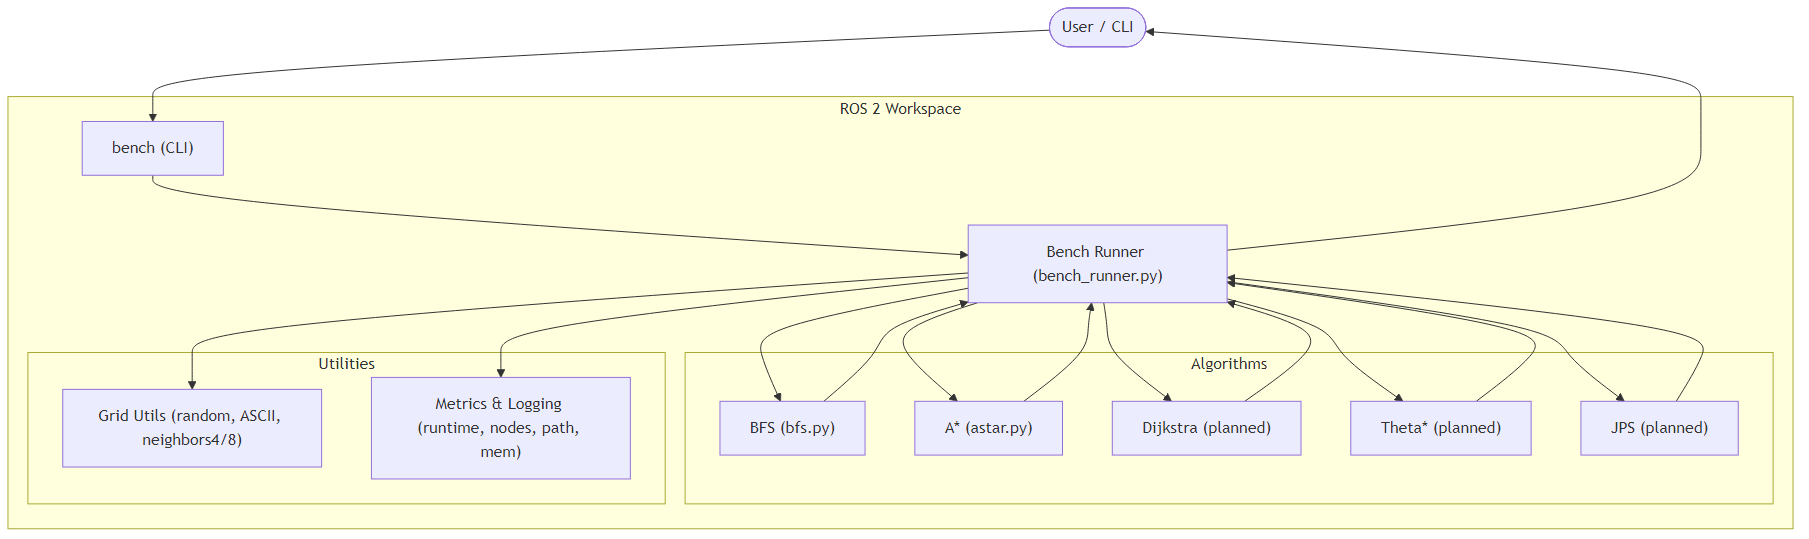 User / CLI
ROS 2 Workspace
bench (CLI)
Bench Runner
(bench_runner.py)
Utilities
Grid Utils (random, ASCII,
neighbors4/8)
Metrics & Logging
(runtime, nodes, path,
mem)
Algorithms
BFS (bfs.py)
A* (astar.py)
Dijkstra (planned)
Theta* (planned)
JPS (planned)